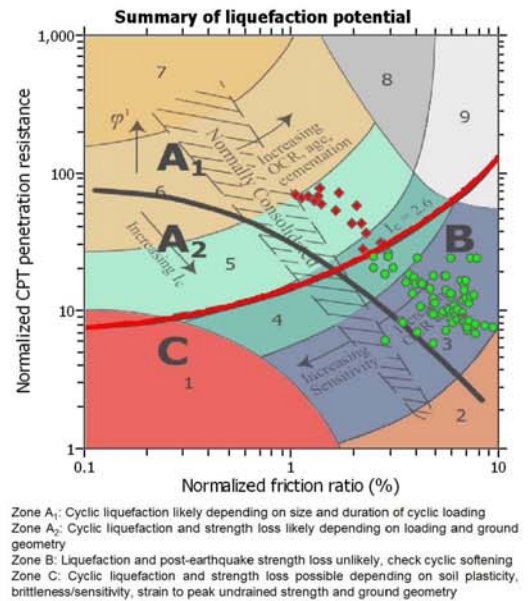 Summary of liquefaction potential
1,000
7
8
9
φ'
Increasing
OCR, age,
cementation
Normally Consolidated
A1
100
6
Ic = 2.6
A2
Increasing Ic
B
5
10
4
3
C
Increasing
Sensitivity
1
2
1
0.1
1
10
Normalized CPT penetration resistance
Normalized friction ratio (%)
Zone A1: Cyclic liquefaction likely depending on size and duration of cyclic loading
Zone A2: Cyclic liquefaction and strength loss likely depending on loading and ground
geometry
Zone B: Liquefaction and post-earthquake strength loss unlikely, check cyclic softening
Zone C: Cyclic liquefaction and strength loss possible depending on soil plasticity,
brittleness/sensitivity, strain to peak undrained strength and ground geometry